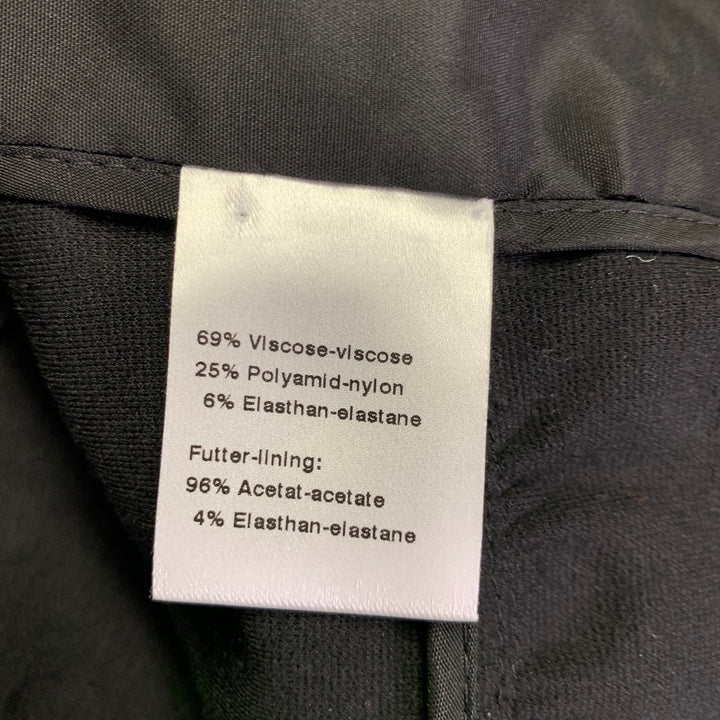 69% Viscose-viscose
25% Polyamid-nylon
6% Elasthan-elastane
Futter-lining:
96% Acetat-acetate
4% Elasthan-elastane